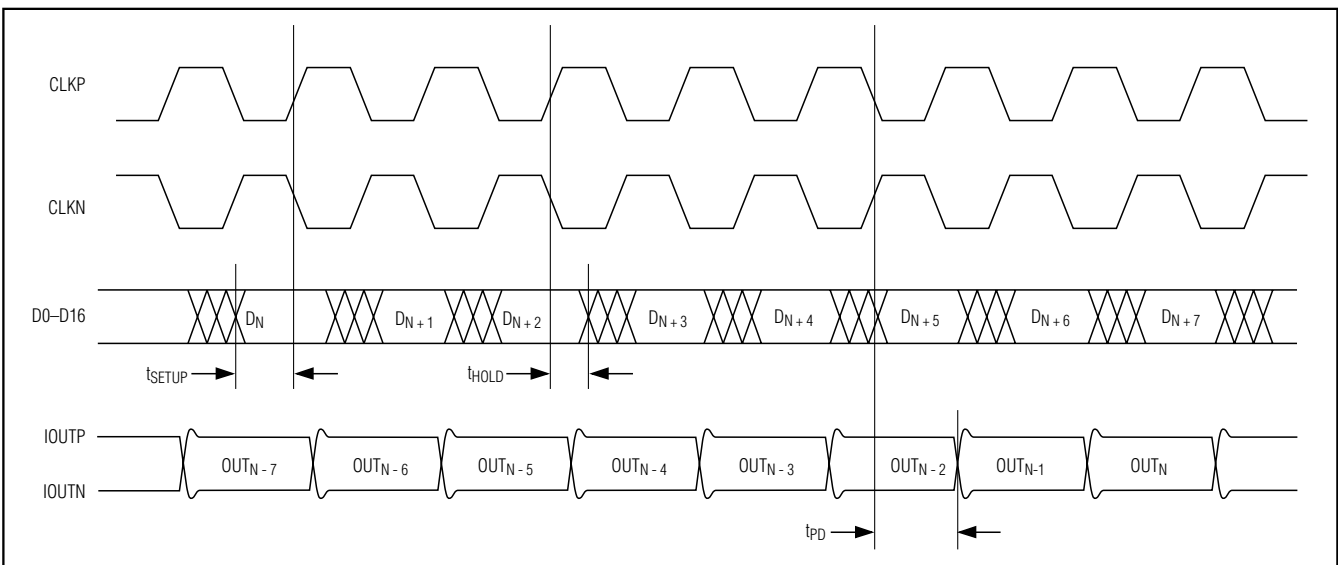 CLKP
CLKN
D0–D16
DN
DN + 1
DN + 2
DN + 3
DN + 4
DN + 5
DN + 6
DN + 7
tSETUP
tHOLD
IOUTP
IOUTN
OUTN - 7
OUTN - 6
OUTN - 5
OUTN - 4
OUTN - 3
OUTN - 2
OUTN-1
OUTN
tPD